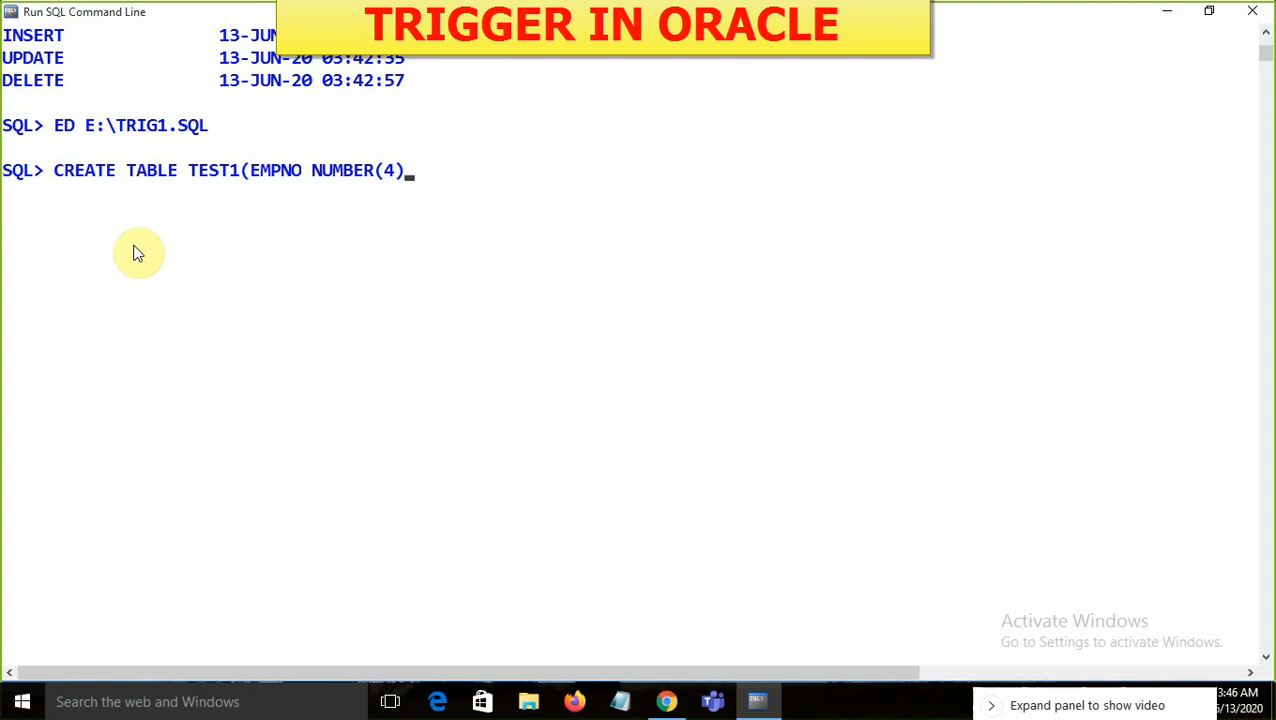 Run SQL Command Line
TRIGGER IN ORACLE
INSERT 13-JUN
UPDATE 13-JUN-20 03:42:35
DELETE 13-JUN-20 03:42:57
SQL> ED E:\TRIG1.SQL
SQL> CREATE TABLE TEST1(EMPNO NUMBER(4)
Activate Windows
Go to Settings to activate Windows.
Search the web and Windows
Expand panel to show video
3:46 AM
/13/2020